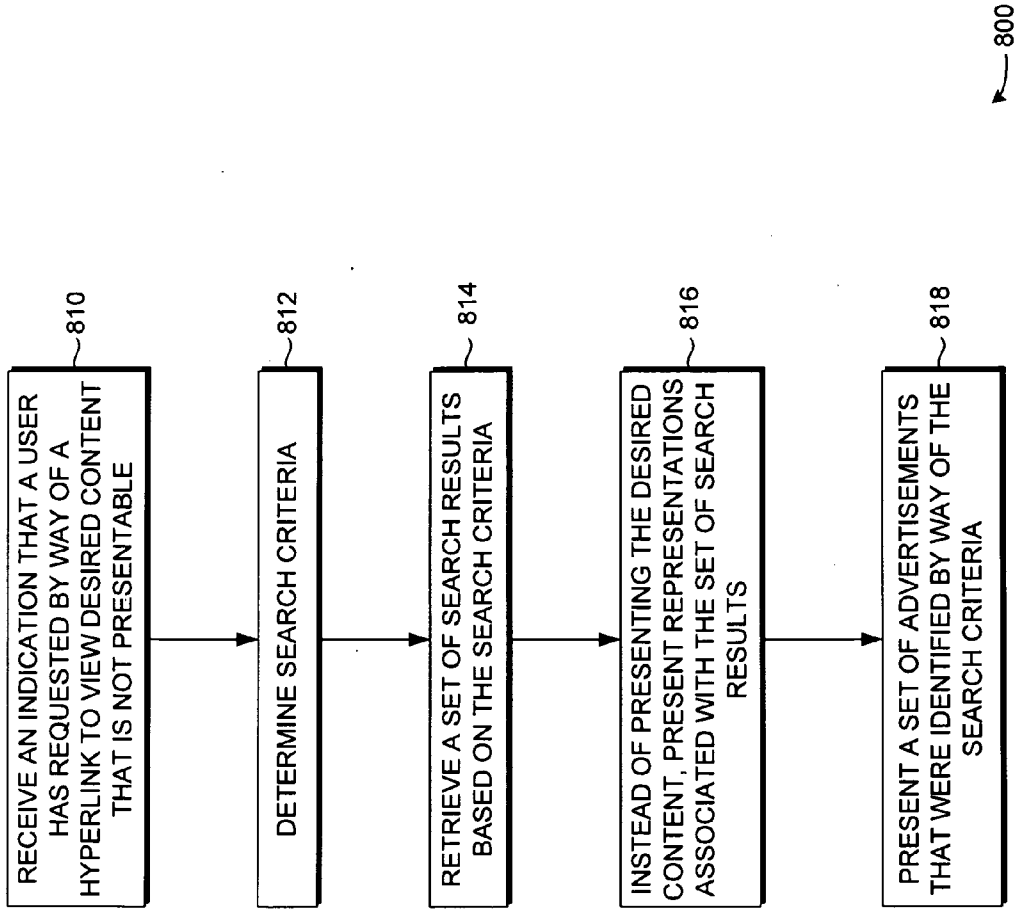 RECEIVE AN INDICATION THAT A USER
HAS REQUESTED BY WAY OF A
HYPERLINK TO VIEW DESIRED CONTENT
THAT IS NOT PRESENTABLE
810
DETERMINE SEARCH CRITERIA
812
RETRIEVE A SET OF SEARCH RESULTS
BASED ON THE SEARCH CRITERIA
814
INSTEAD OF PRESENTING THE DESIRED
CONTENT, PRESENT REPRESENTATIONS
ASSOCIATED WITH THE SET OF SEARCH
RESULTS
816
PRESENT A SET OF ADVERTISEMENTS
THAT WERE IDENTIFIED BY WAY OF THE
SEARCH CRITERIA
818
800